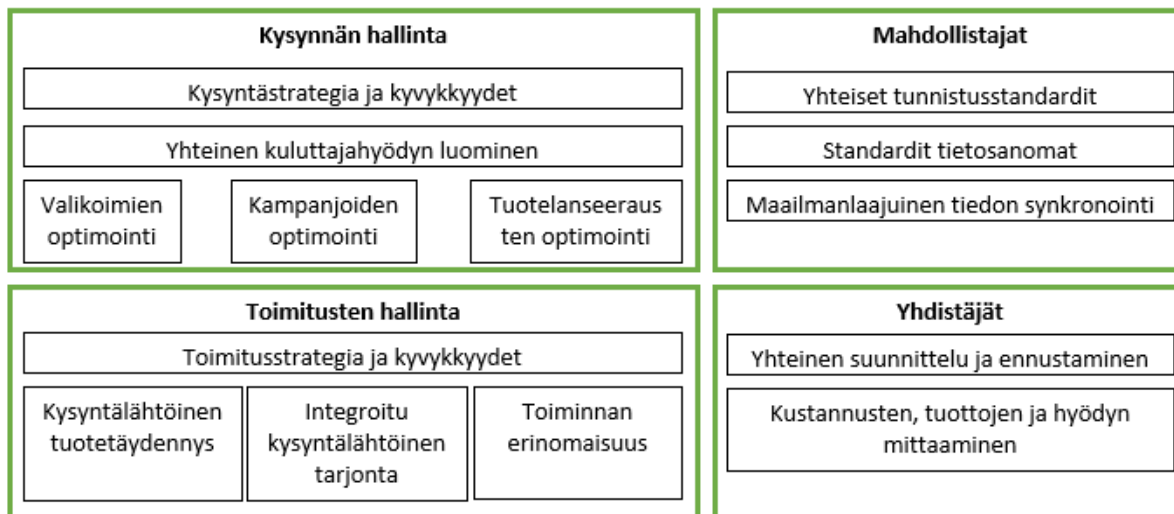 Kysynnän hallinta
Kysyntästrategia ja kyvykkyydet
Yhteinen kuluttajahyödyn luominen
Valikoimien
optimointi
Kampanjoiden
optimointi
Tuotelanseeraus
ten optimointi
Mahdollistajat
Yhteiset tunnistusstandardit
Standardit tietosanomat
Maailmanlaajuinen tiedon synkronointi
Toimitusten hallinta
Toimitusstrategia ja kyvykkyydet
Kysyntälähtöinen
tuotetäydennys
Integroitu
kysyntälähtöinen
tarjonta
Toiminnan
erinomaisuus
Yhdistäjät
Yhteinen suunnittelu ja ennustaminen
Kustannusten, tuottojen ja hyödyn
mittaaminen